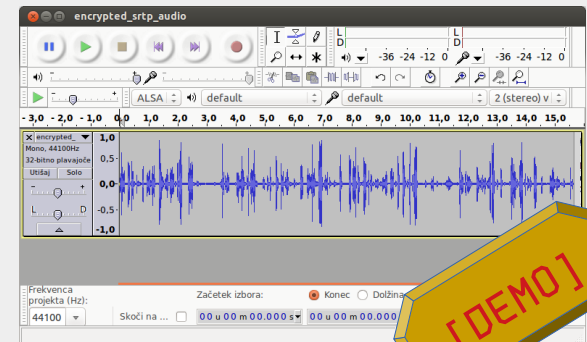 encrypted_srtp_audio
L
D
-36 -24 -12 0
L
D
-36 -24 -12 0
ALSA
default
default
2 (stereo) v
- 3,0 - 2,0 - 1,0 0,0 1,0 2,0 3,0 4,0 5,0 6,0 7,0 8,0 9,0 10,0 11,0 12,0 13,0 14,0 15,0
encrypted_
Mono, 44100Hz
32-bitno plavajoče
Utišaj Solo
- +
L D
1,0
0,5-
0,0-
-0,5-
-1,0
Frekvenca
projekta (Hz):
44100
Skoči na ...
Začetek izbora:
Konec Dolžina
00 u 00 m 00.000 s
00 u 00 m 00.000
[DEMO]